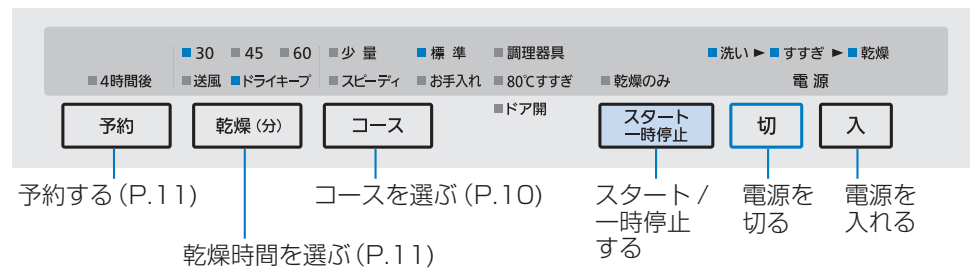 30 45 60 少量 標準 調理器具 洗い ► すすぎ ► 乾燥
4時間後 送風 ドライキープ スピーディ お手入れ 80℃すすぎ 乾燥のみ 電源
ドア開
予約 乾燥(分) コース スタート 切 入
一時停止
予約する(P.11) コースを選ぶ(P.10) スタート/ 電源を 電源を
一時停止 切る 入れる
する
乾燥時間を選ぶ(P.11)